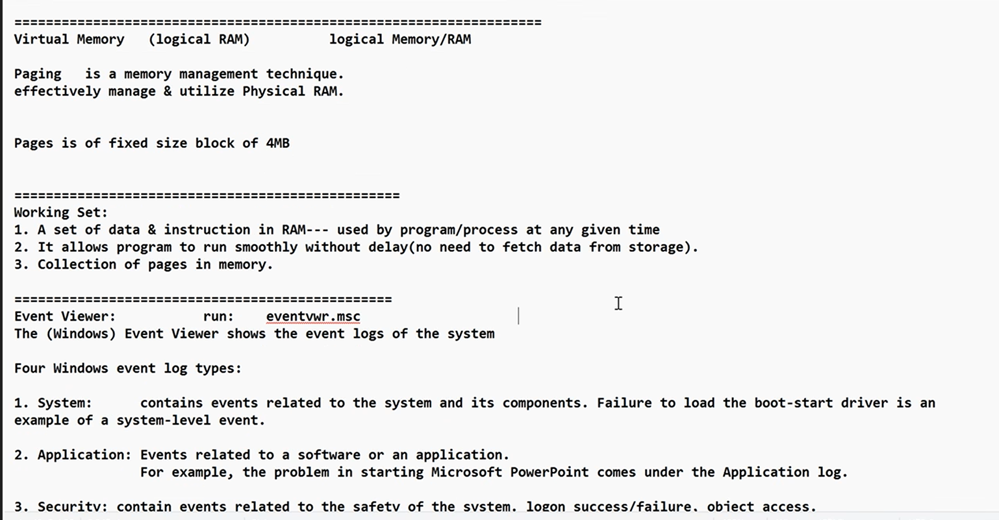 ===================================================================
Virtual Memory   (logical RAM)          logical Memory/RAM
Paging   is a memory management technique.
effectively manage & utilize Physical RAM.
Pages is of fixed size block of 4MB
=================================================
Working Set:
1. A set of data & instruction in RAM--- used by program/process at any given time
2. It allows program to run smoothly without delay(no need to fetch data from storage).
3. Collection of pages in memory.
================================================
Event Viewer:           run:    eventvwr.msc
The (Windows) Event Viewer shows the event logs of the system
Four Windows event log types:
1. System:      contains events related to the system and its components. Failure to load the boot-start driver is an
example of a system-level event.
2. Application: Events related to a software or an application.
                For example, the problem in starting Microsoft PowerPoint comes under the Application log.
3. Security: contain events related to the safety of the system, logon success/failure, object access.